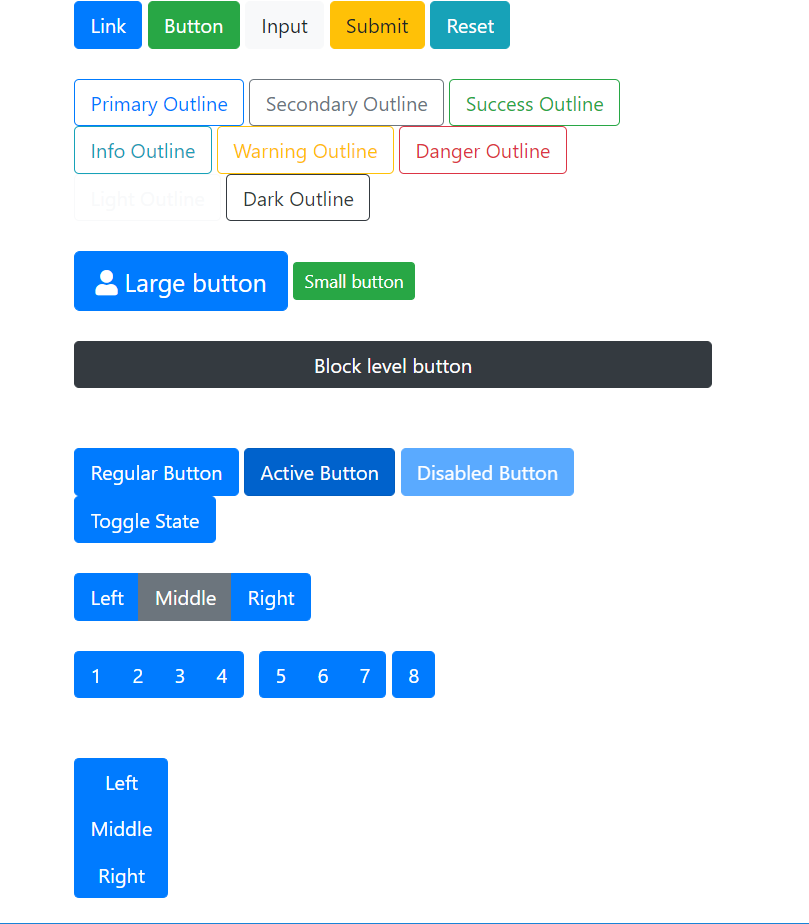 Link Button Input Submit Reset
Primary Outline Secondary Outline Success Outline
Info Outline Warning Outline Danger Outline
Light Outline Dark Outline
Large button Small button
Block level button
Regular Button Active Button Disabled Button
Toggle State
Left Middle Right
1 2 3 4 5 6 7 8
Left
Middle
Right